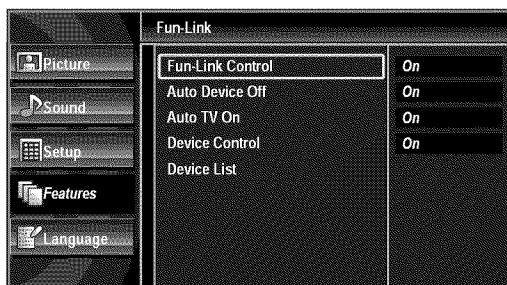 Fun-Link
Picture
Sound
Setup
Features
Language
Fun-Link Control On
Auto Device Off On
Auto TV On On
Device Control On
Device List